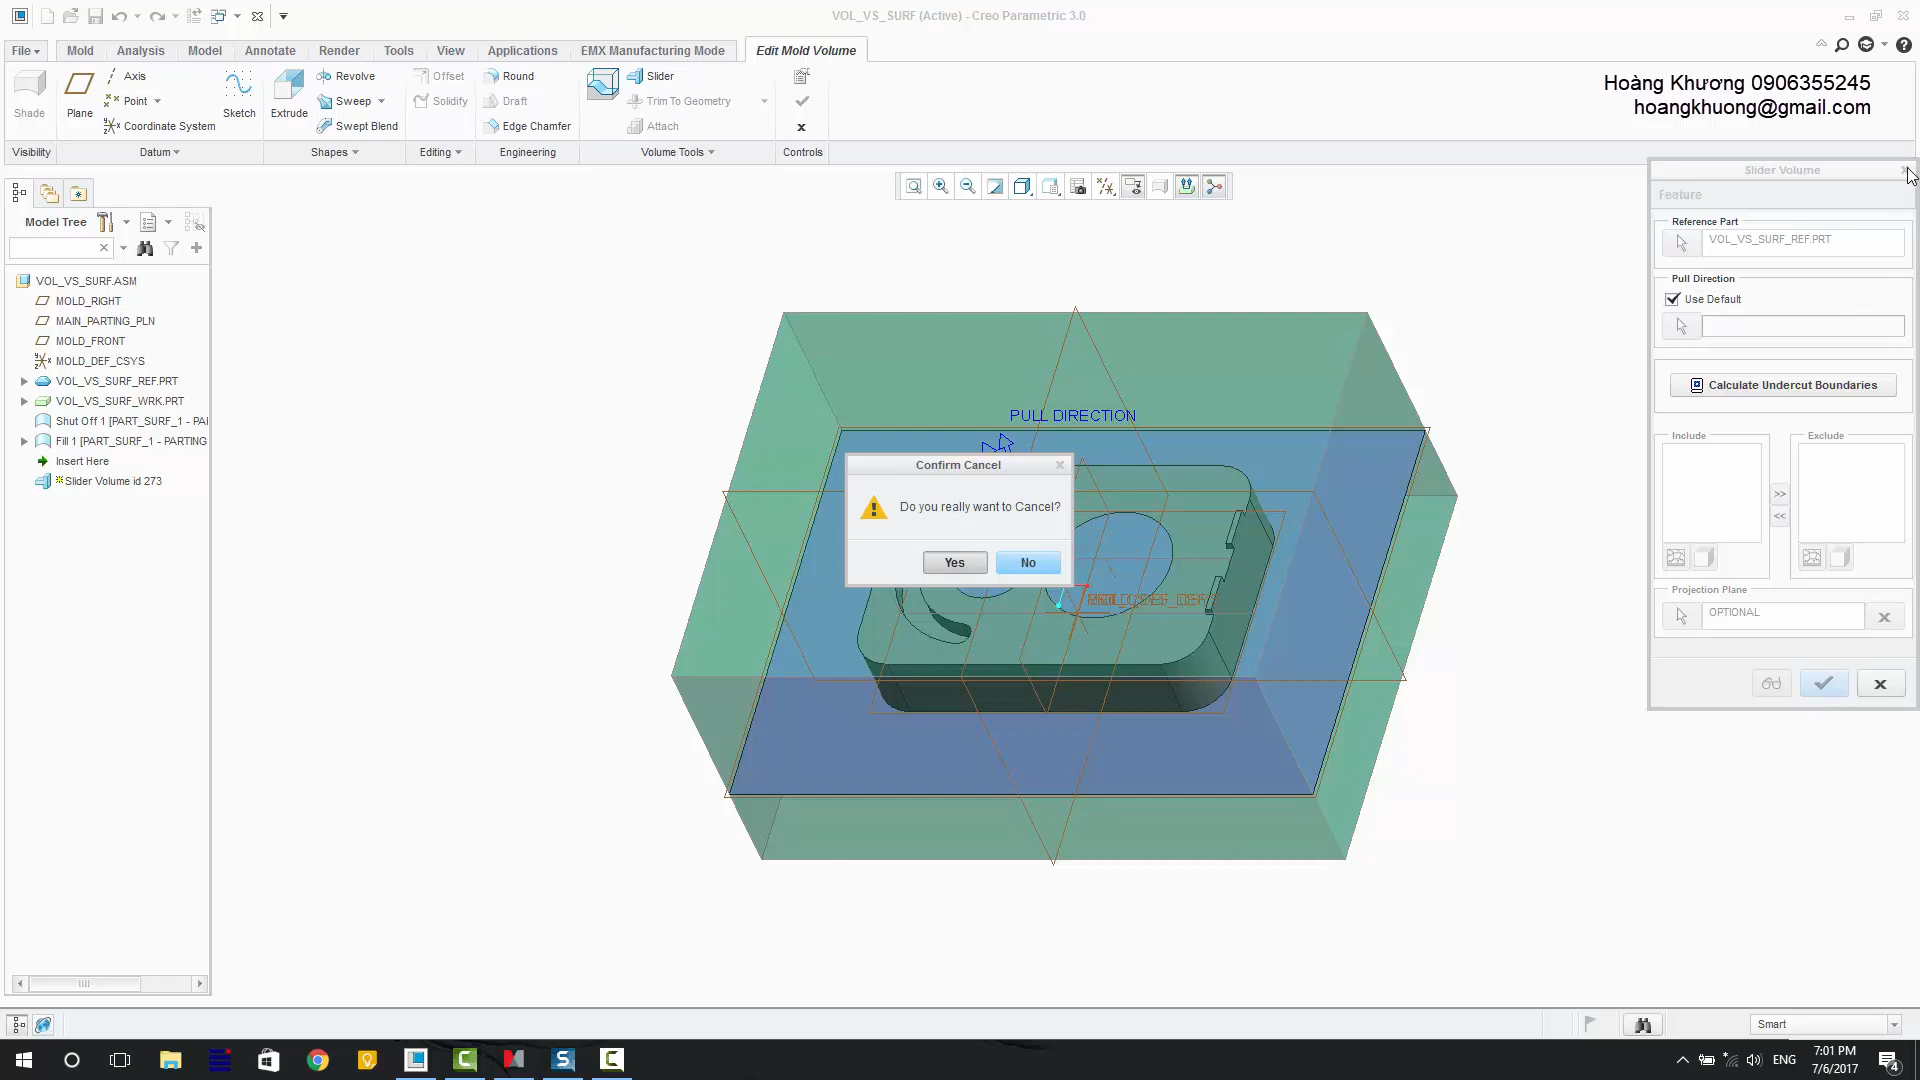 VOL_VS_SURF (Active) - Creo Parametric 3.0
File
Mold
Analysis
Model
Annotate
Render
Tools
View
Applications
EMX Manufacturing Mode
Edit Mold Volume
Shade
Plane
Axis
Point
Coordinate System
Sketch
Extrude
Revolve
Sweep
Swept Blend
Offset
Solidify
Round
Draft
Edge Chamfer
Slider
Trim To Geometry
Attach
Visibility
Datum
Shapes
Editing
Engineering
Volume Tools
Controls
Hoàng Khương 0906355245
hoangkhuong@gmail.com
Model Tree
VOL_VS_SURF.ASM
MOLD_RIGHT
MAIN_PARTING_PLN
MOLD_FRONT
MOLD_DEF_CSYS
VOL_VS_SURF_REF.PRT
VOL_VS_SURF_WRK.PRT
Shut Off 1 [PART_SURF_1 - PA
Fill 1 [PART_SURF_1 - PARTING
Insert Here
Slider Volume id 273
PULL DIRECTION
Confirm Cancel
Do you really want to Cancel?
Yes
No
Slider Volume
Feature
Reference Part
VOL_VS_SURF_REF.PRT
Pull Direction
Use Default
Calculate Undercut Boundaries
Include
Exclude
>>
<<
Projection Plane
OPTIONAL
Smart
ENG
7:01 PM
7/6/2017
4